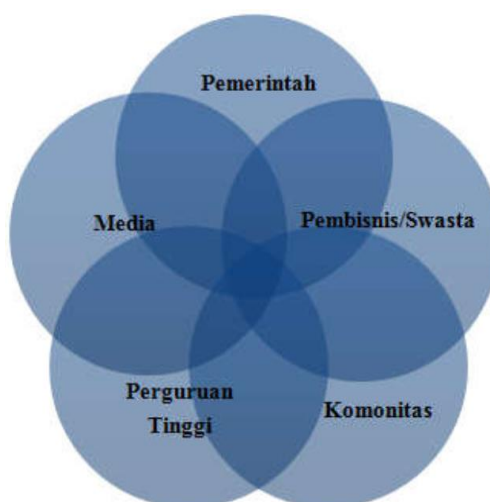 Pemerintah
Media
Pembisnis/Swasta
Perguruan
Tinggi
Komonitas